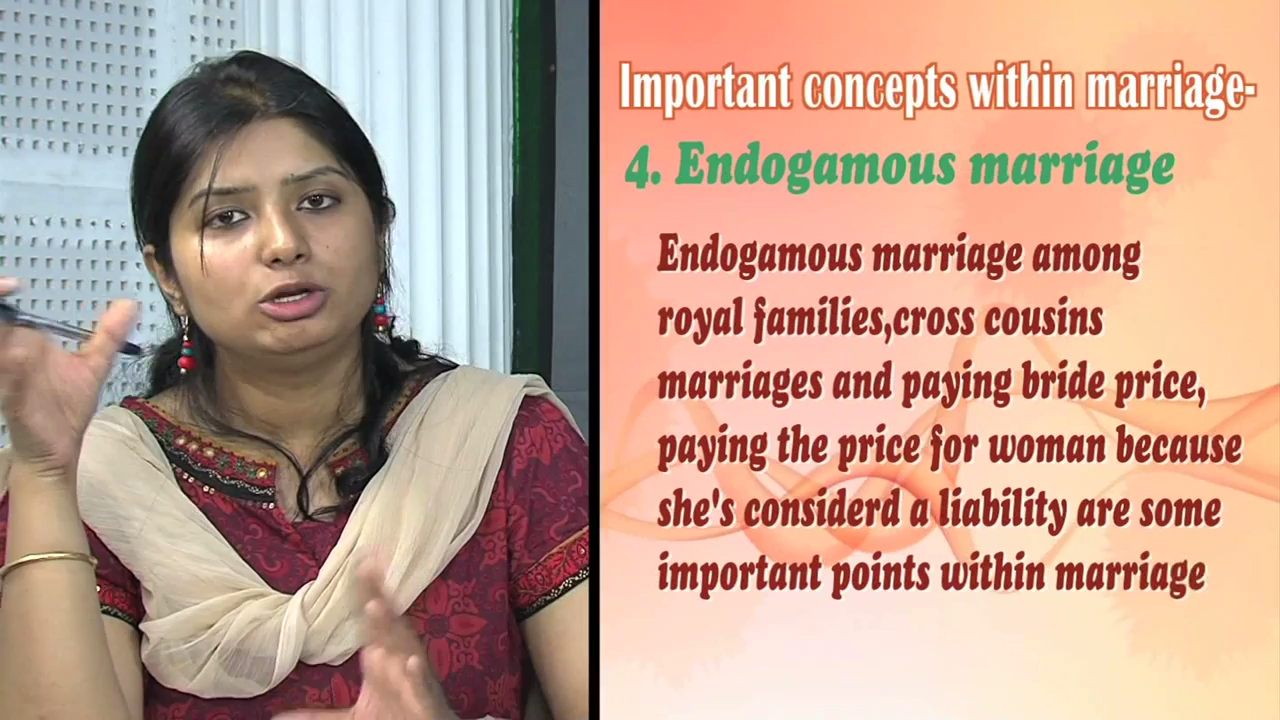 Important concepts within marriage-
4. Endogamous marriage
Endogamous marriage among
royal families,cross cousins
marriages and paying bride price,
paying the price for woman because
she's considerd a liability are some
important points within marriage